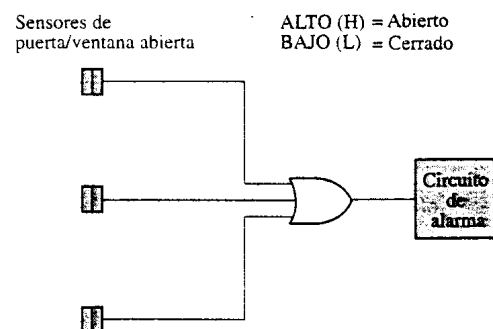 Sensores de
puerta/ventana abierta
ALTO (H) = Abierto
BAJO (L) = Cerrado
Circuito
de
alarma